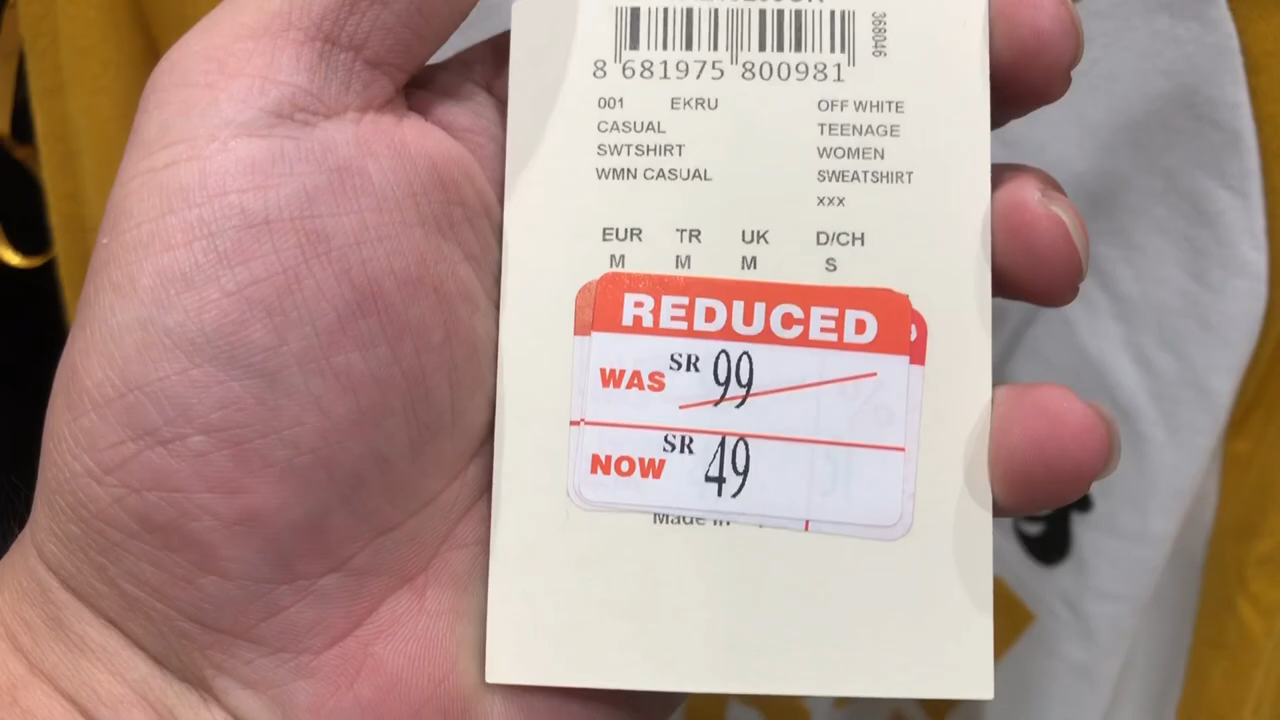 368046
8 681975 800981
001 EKRU OFF WHITE
CASUAL TEENAGE
SWTSHIRT WOMEN
WMN CASUAL SWEATSHIRT
xxx
EUR TR UK D/CH
M M M S
REDUCED
WAS SR 99
NOW SR 49
Made in